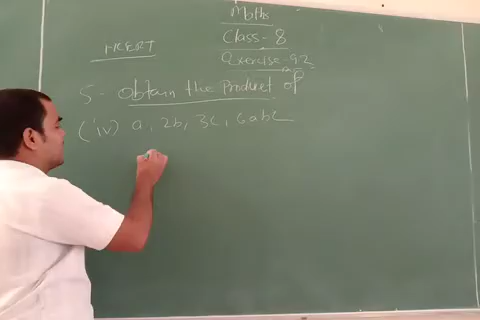 Maths
NCERT
Class - 8
Exercise - 9.2
5 - Obtain the Product of
(iv) a, 2b, 3c, 6abc